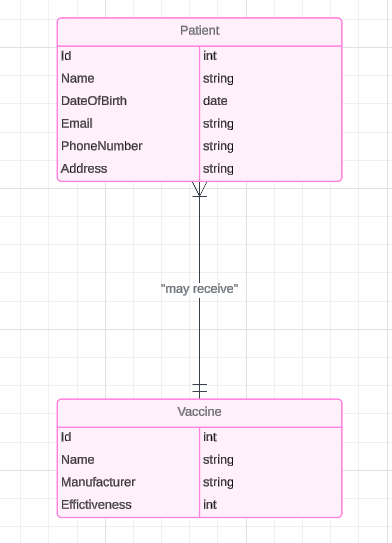 Patient
Id int
Name string
DateOfBirth date
Email string
PhoneNumber string
Address string
"may receive"
Vaccine
Id int
Name string
Manufacturer string
Effictiveness int